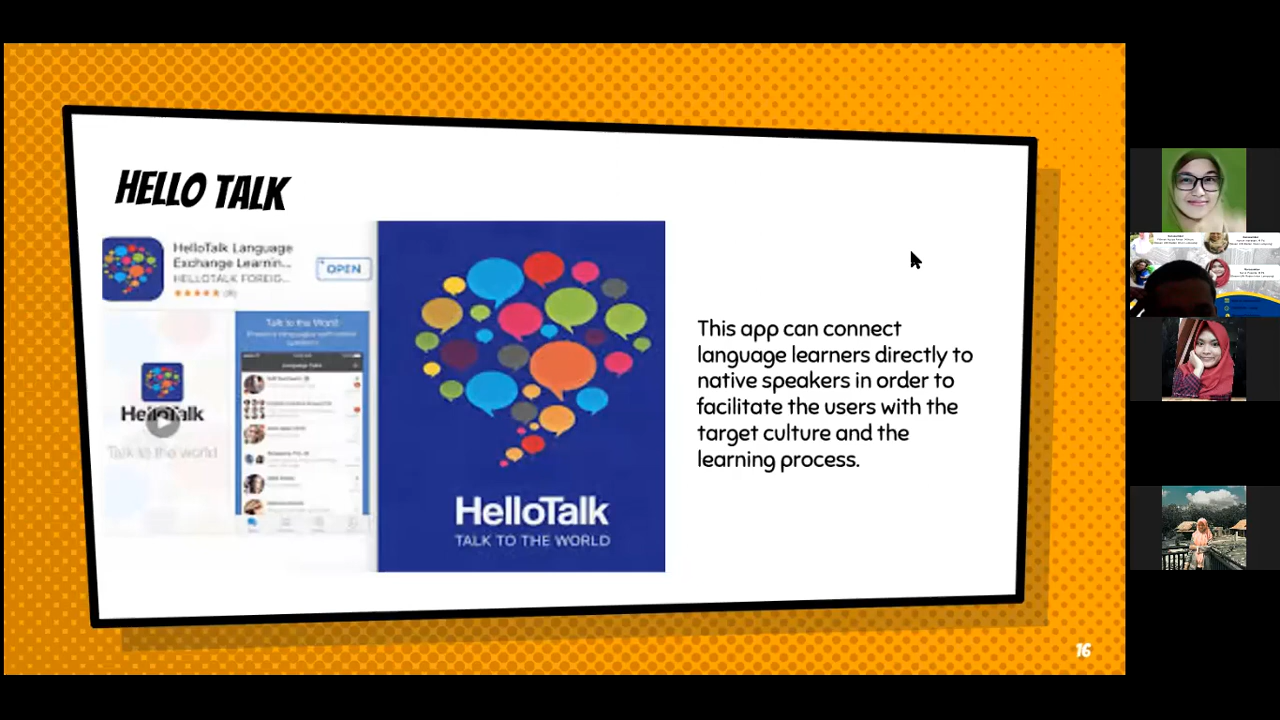 HELLO TALK
HelloTalk Language
Exchange Learnin...
HELLOTALK FOREIG...
OPEN
Talk to the World
HelloTalk
Talk to the world
HelloTalk
TALK TO THE WORLD
This app can connect
language learners directly to
native speakers in order to
facilitate the users with the
target culture and the
learning process.
16